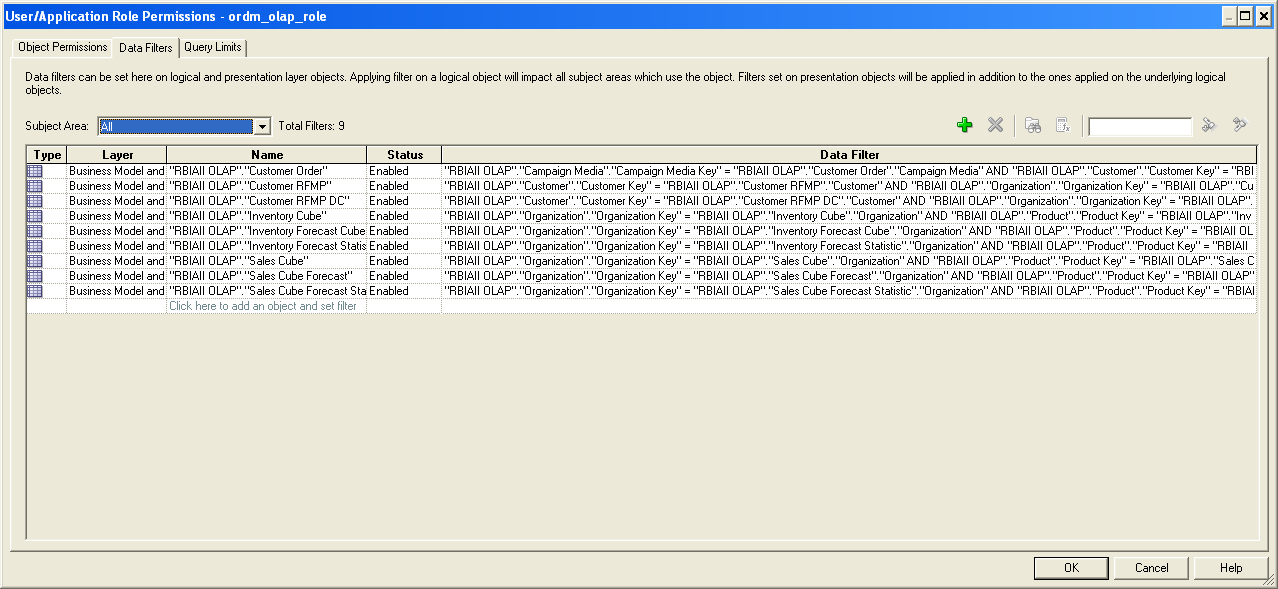 User/Application Role Permissions - ordm_olap_role
Object Permissions Data Filters Query Limits
Data filters can be set here on logical and presentation layer objects. Applying filter on a logical object will impact all subject areas which use the object. Filters set on presentation objects will be applied in addition to the ones applied on the underlying logical
objects.
Subject Area: All Total Filters: 9
Type Layer Name Status Data Filter
Business Model and "RBIAII OLAP"."Customer Order" Enabled "RBIAII OLAP"."Campaign Media"."Campaign Media Key" = "RBIAII OLAP"."Customer Order"."Campaign Media" AND "RBIAII OLAP"."Customer"."Customer Key" = "RBI
Business Model and "RBIAII OLAP"."Customer RFMP" Enabled "RBIAII OLAP"."Customer"."Customer Key" = "RBIAII OLAP"."Customer RFMP"."Customer" AND "RBIAII OLAP"."Organization"."Organization Key" = "RBIAII OLAP"."Cu
Business Model and "RBIAII OLAP"."Customer RFMP DC" Enabled "RBIAII OLAP"."Customer"."Customer Key" = "RBIAII OLAP"."Customer RFMP DC"."Customer" AND "RBIAII OLAP"."Organization"."Organization Key" = "RBIAII OLAP".
Business Model and "RBIAII OLAP"."Inventory Cube" Enabled "RBIAII OLAP"."Organization"."Organization Key" = "RBIAII OLAP"."Inventory Cube"."Organization" AND "RBIAII OLAP"."Product"."Product Key" = "RBIAII OLAP"."Inv
Business Model and "RBIAII OLAP"."Inventory Forecast Cube Enabled "RBIAII OLAP"."Organization"."Organization Key" = "RBIAII OLAP"."Inventory Forecast Cube"."Organization" AND "RBIAII OLAP"."Product"."Product Key" = "RBIAII OL
Business Model and "RBIAII OLAP"."Inventory Forecast Statis Enabled "RBIAII OLAP"."Organization"."Organization Key" = "RBIAII OLAP"."Inventory Forecast Statistic"."Organization" AND "RBIAII OLAP"."Product"."Product Key" = "RBIAII
Business Model and "RBIAII OLAP"."Sales Cube" Enabled "RBIAII OLAP"."Organization"."Organization Key" = "RBIAII OLAP"."Sales Cube"."Organization" AND "RBIAII OLAP"."Product"."Product Key" = "RBIAII OLAP"."Sales C
Business Model and "RBIAII OLAP"."Sales Cube Forecast" Enabled "RBIAII OLAP"."Organization"."Organization Key" = "RBIAII OLAP"."Sales Cube Forecast"."Organization" AND "RBIAII OLAP"."Product"."Product Key" = "RBIAII OLAP"
Business Model and "RBIAII OLAP"."Sales Cube Forecast Sta Enabled "RBIAII OLAP"."Organization"."Organization Key" = "RBIAII OLAP"."Sales Cube Forecast Statistic"."Organization" AND "RBIAII OLAP"."Product"."Product Key" = "RBIAI
Click here to add an object and set filter
OK Cancel Help